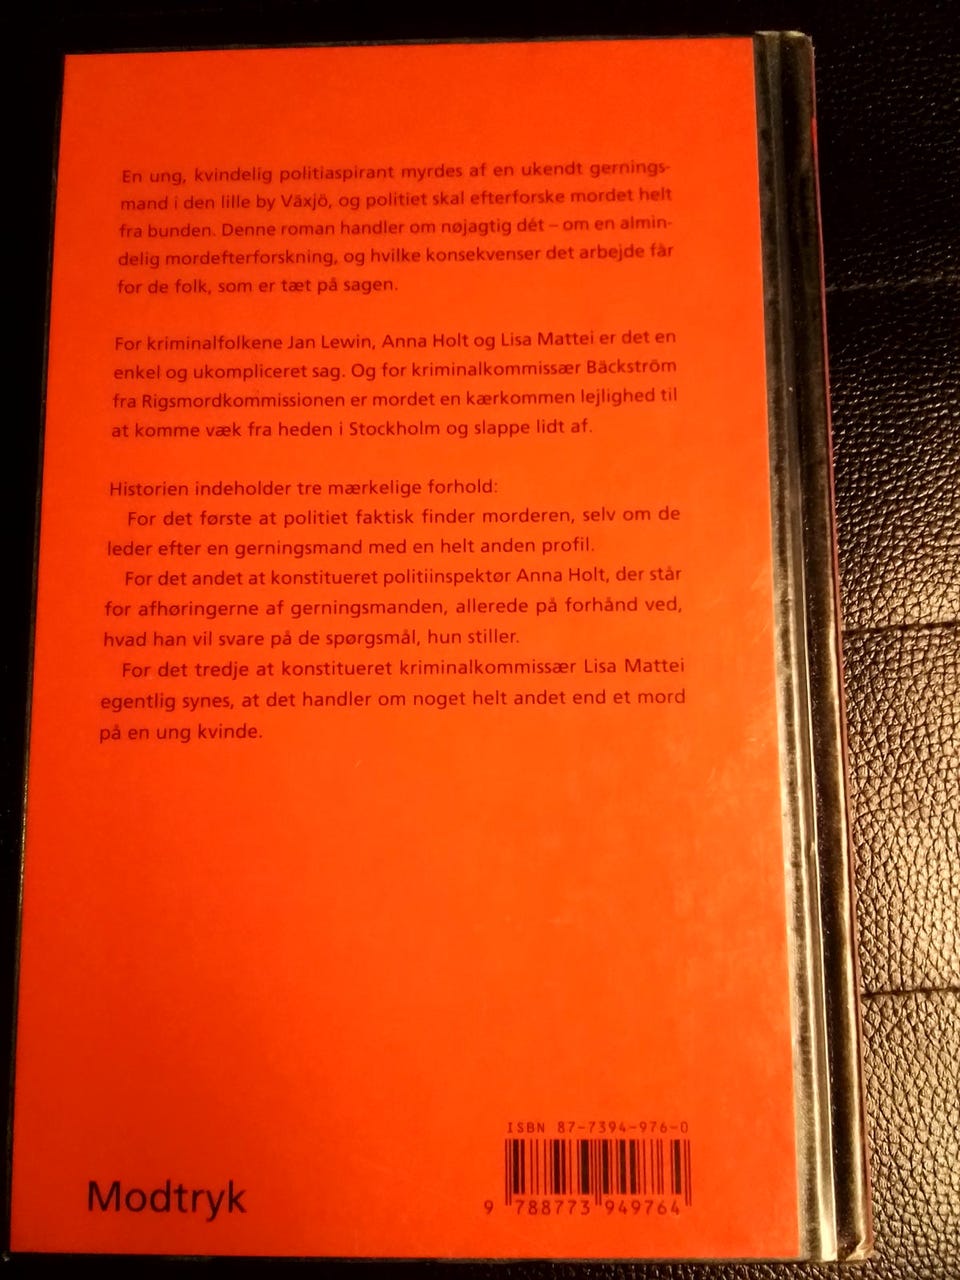 En ung, kvindelig politiaspirant myrdes af en ukendt gernings-
mand i den lille by Växjö, og politiet skal efterforske mordet helt
fra bunden. Denne roman handler om nøjagtig dét – om en almin-
delig mordefterforskning, og hvilke konsekvenser det arbejde får
for de folk, som er tæt på sagen.
For kriminalfolkene Jan Lewin, Anna Holt og Lisa Mattei er det en
enkel og ukompliceret sag. Og for kriminalkommissær Bäckström
fra Rigsmordkommissionen er mordet en kærkommen lejlighed til
at komme væk fra heden i Stockholm og slappe lidt af.
Historien indeholder tre mærkelige forhold:
For det første at politiet faktisk finder morderen, selv om de
leder efter en gerningsmand med en helt anden profil.
For det andet at konstitueret politiinspektør Anna Holt, der står
for afhøringerne af gerningsmanden, allerede på forhånd ved,
hvad han vil svare på de spørgsmål, hun stiller.
For det tredje at konstitueret kriminalkommissær Lisa Mattei
egentlig synes, at det handler om noget helt andet end et mord
på en ung kvinde.
ISBN 87-7394-976-0
9 788773 949764
Modtryk